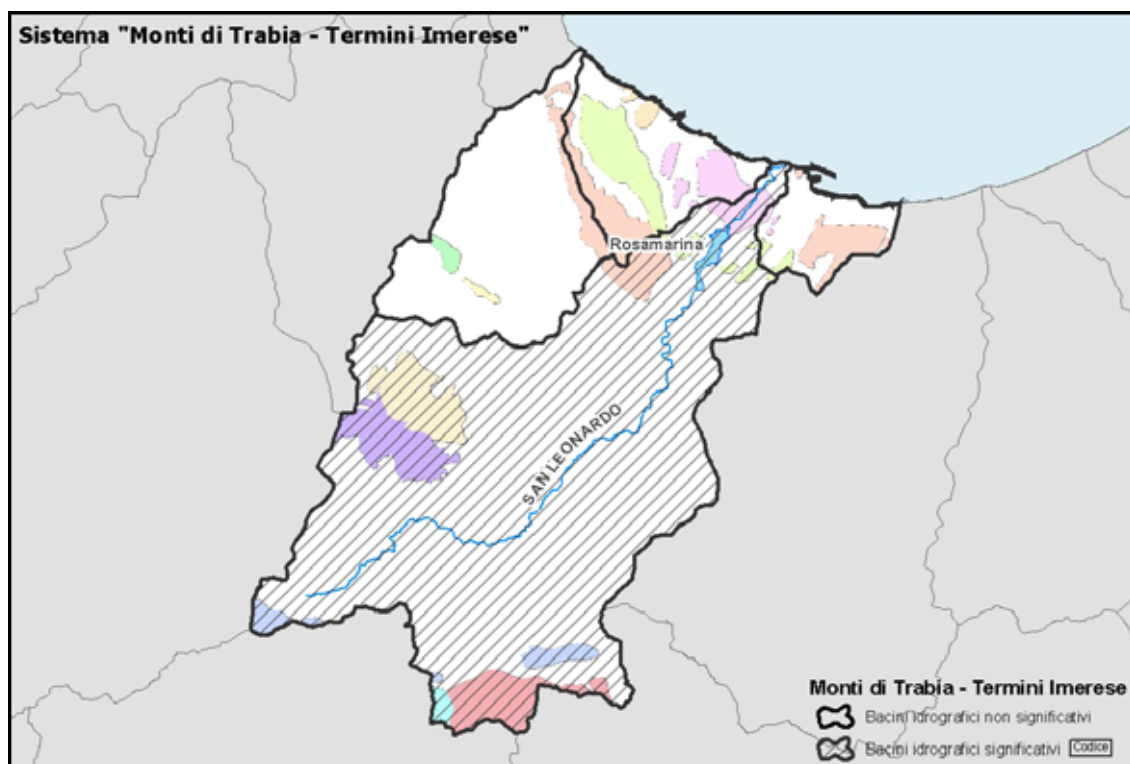 Sistema "Monti di Trabia - Termini Imerese"
Rosamarina
SAN LEONARDO
Monti di Trabia - Termini Imerese
Bacini idrografici non significativi
Bacini idrografici significativi Codice